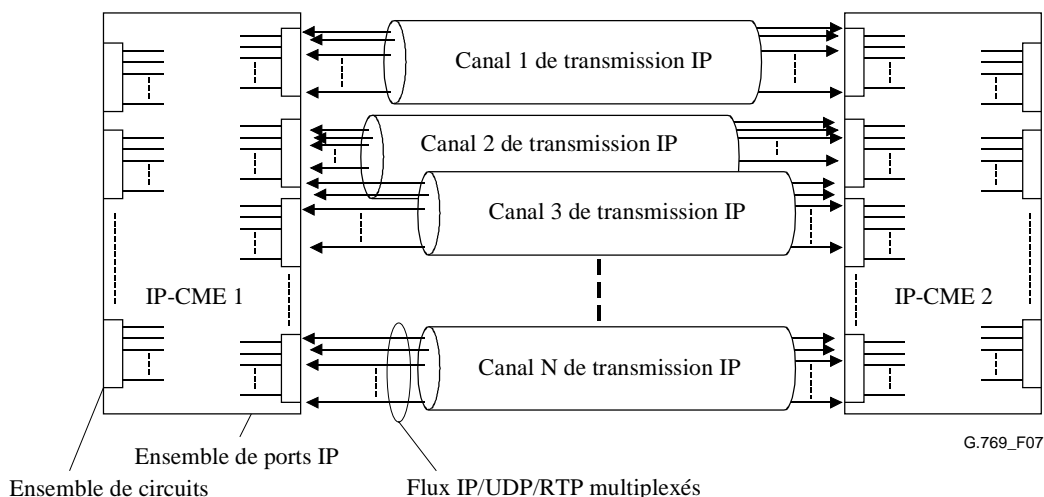 Canal 1 de transmission IP
Canal 2 de transmission IP
Canal 3 de transmission IP
IP-CME 1
IP-CME 2
Canal N de transmission IP
G.769_F07
Ensemble de ports IP
Ensemble de circuits
Flux IP/UDP/RTP multiplexés